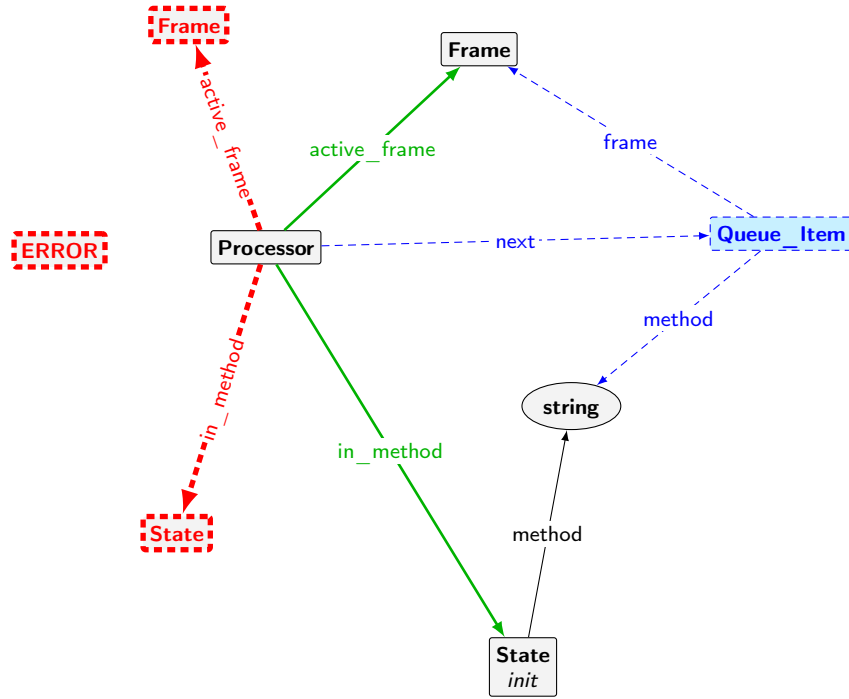 Frame
Frame
active_frame
active_frame
frame
ERROR
Processor
next
Queue_Item
method
in_method
string
in_method
State
method
State
init